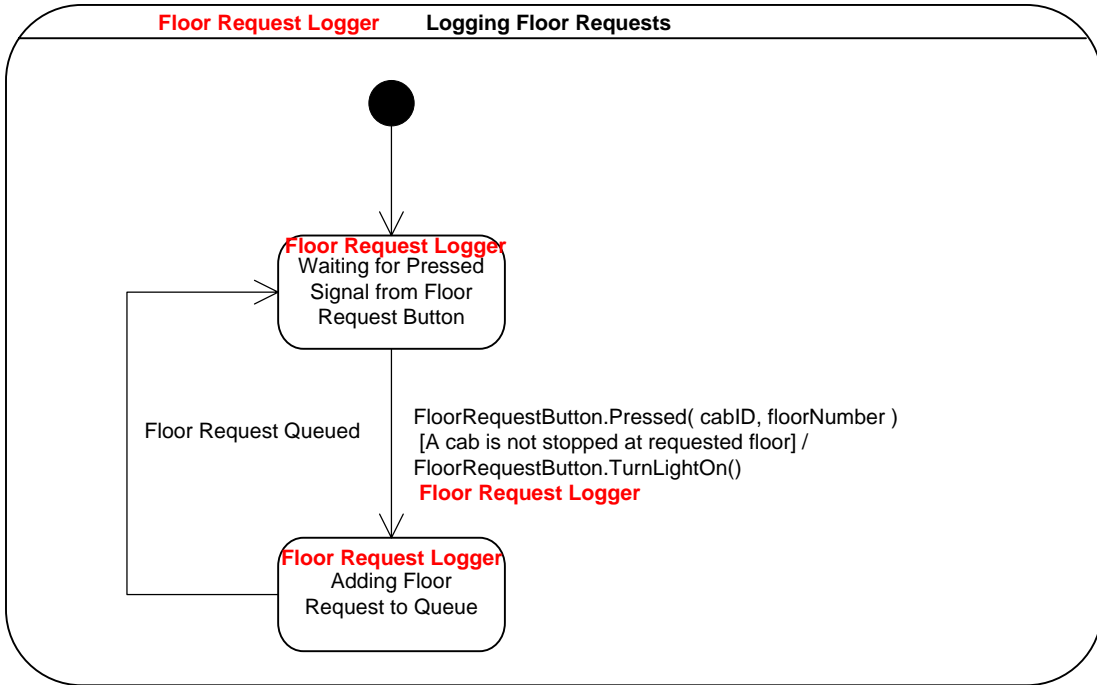 Floor Request Logger Logging Floor Requests
Floor Request Logger
Waiting for Pressed
Signal from Floor
Request Button
Floor Request Queued
FloorRequestButton.Pressed( cabID, floorNumber )
[A cab is not stopped at requested floor] /
FloorRequestButton.TurnLightOn()
Floor Request Logger
Floor Request Logger
Adding Floor
Request to Queue